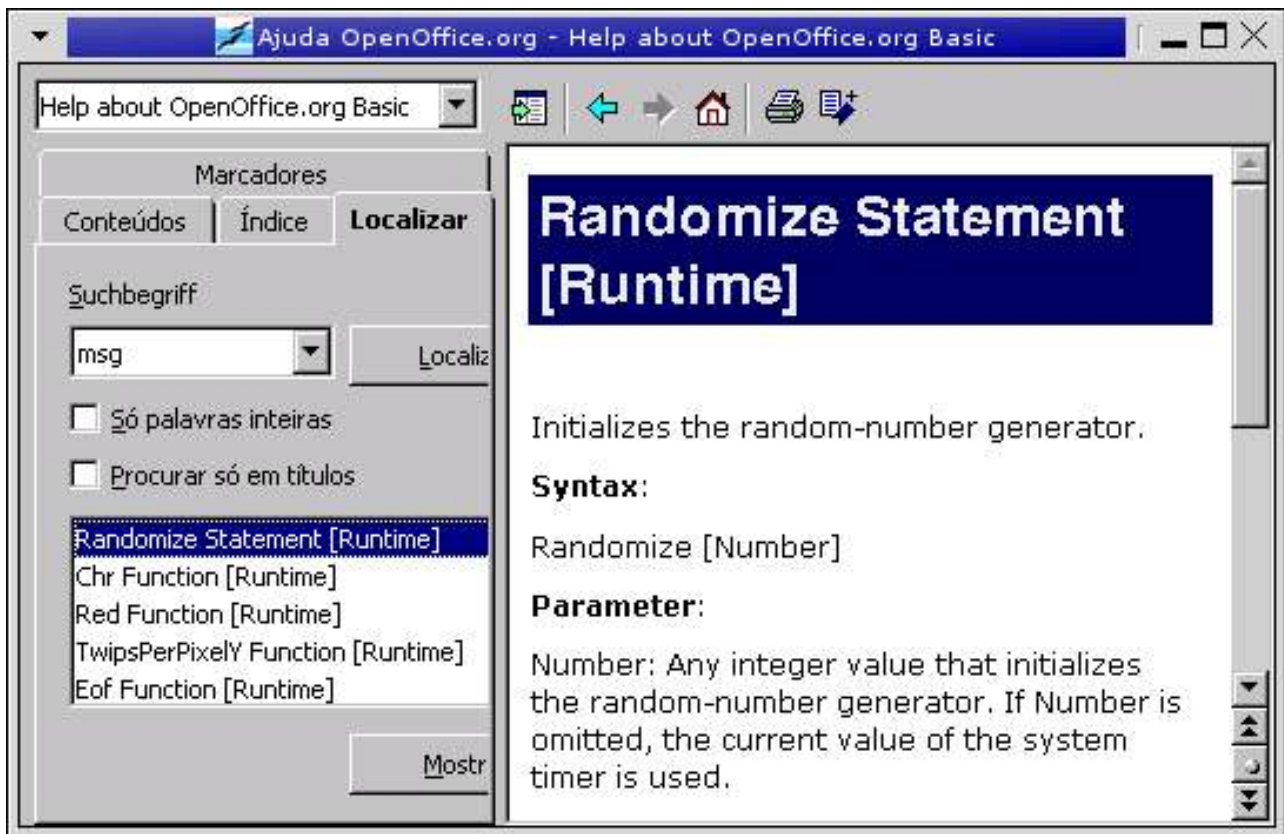 Ajuda OpenOffice.org - Help about OpenOffice.org Basic
Help about OpenOffice.org Basic
Marcadores
Conteúdos Índice Localizar
Suchbegriff
msg Localiz
Só palavras inteiras
Procurar só em títulos
Randomize Statement [Runtime]
Chr Function [Runtime]
Red Function [Runtime]
TwipsPerPixelY Function [Runtime]
Eof Function [Runtime]
Mostr
Randomize Statement
[Runtime]
Initializes the random-number generator.
Syntax:
Randomize [Number]
Parameter:
Number: Any integer value that initializes
the random-number generator. If Number is
omitted, the current value of the system
timer is used.